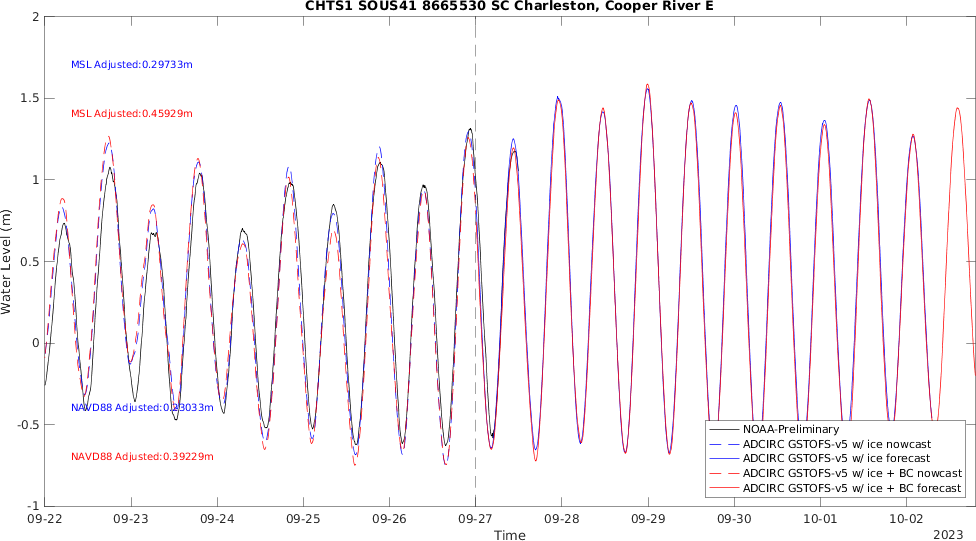 CHTS1 SOUS41 8665530 SC Charleston, Cooper River E
2
1.5
1
0.5
0
-0.5
-1
Water Level (m)
MSL Adjusted:0.29733m
MSL Adjusted:0.45929m
NAVD88 Adjusted:0.23033m
NAVD88 Adjusted:0.39229m
NOAA-Preliminary
ADCIRC GSTOFS-v5 w/ ice nowcast
ADCIRC GSTOFS-v5 w/ ice forecast
ADCIRC GSTOFS-v5 w/ ice + BC nowcast
ADCIRC GSTOFS-v5 w/ ice + BC forecast
09-22 09-23 09-24 09-25 09-26 09-27 09-28 09-29 09-30 10-01 10-02
Time
2023